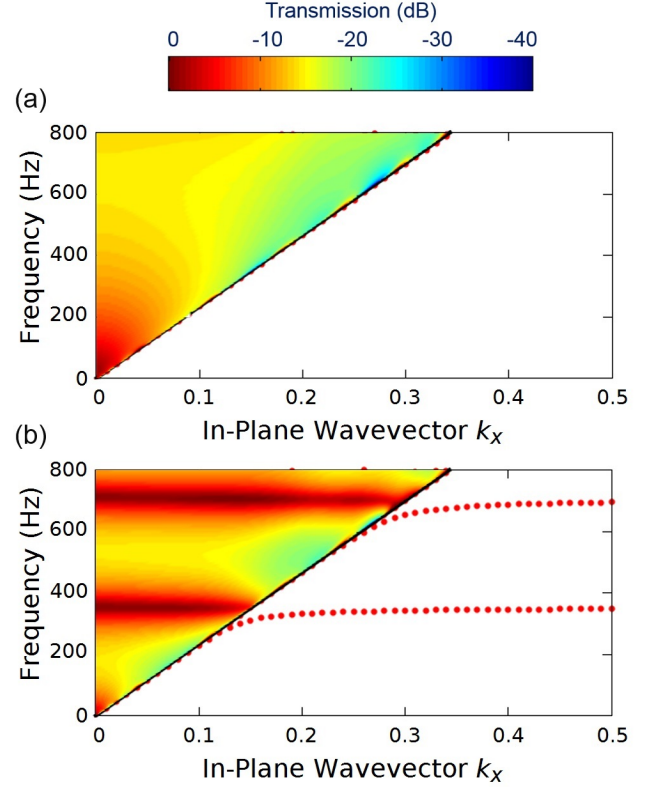 Transmission (dB)
0 -10 -20 -30 -40
(a)
800
600
400
200
0
Frequency (Hz)
0 0.1 0.2 0.3 0.4 0.5
In-Plane Wavevector kx
(b)
800
600
400
200
0
Frequency (Hz)
0 0.1 0.2 0.3 0.4 0.5
In-Plane Wavevector kx